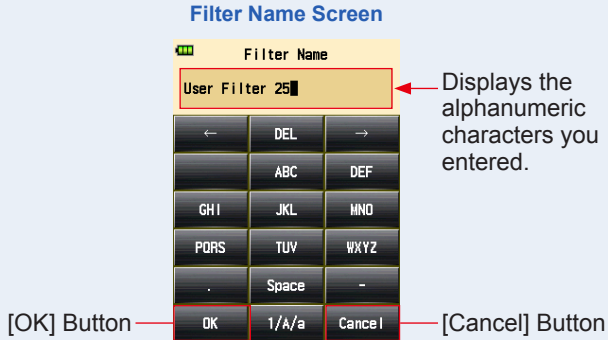 Filter Name Screen
Filter Name
User Filter 25
Displays the
alphanumeric
characters you
entered.
← DEL →
ABC DEF
GHI JKL MNO
PQRS TUV WXYZ
. Space -
[OK] Button OK 1/A/a Cancel [Cancel] Button